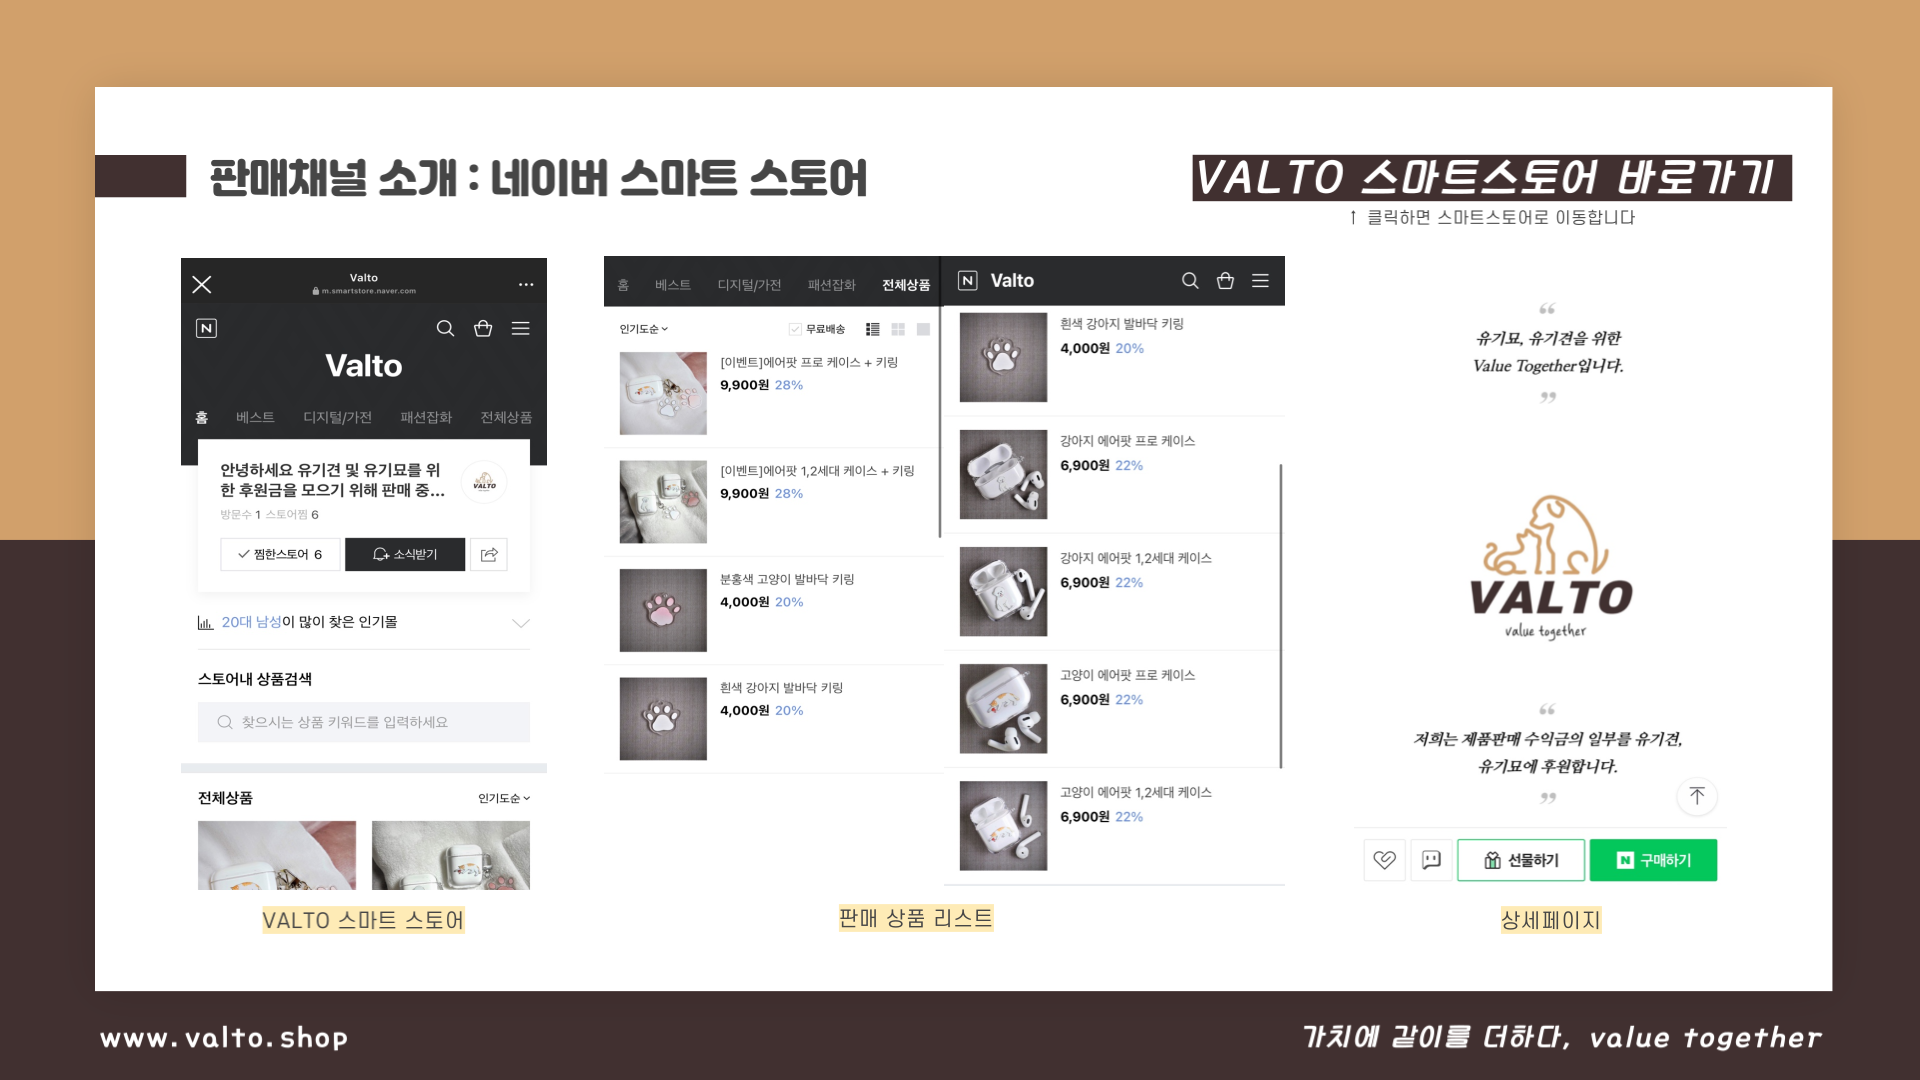 판매채널 소개 : 네이버 스마트 스토어
VALTO 스마트스토어 바로가기
↑ 클릭하면 스마트스토어로 이동합니다
Valto
m.smartstore.naver.com
N
Valto
홈 베스트 디지털/가전 패션잡화 전체상품
안녕하세요 유기견 및 유기묘를 위
한 후원금을 모으기 위해 판매 중...
VALTO
방문수 1 스토어찜 6
찜한스토어 6
소식받기
20대 남성이 많이 찾은 인기몰
스토어내 상품검색
찾으시는 상품 키워드를 입력하세요
전체상품
인기도순
VALTO 스마트 스토어
홈 베스트 디지털/가전 패션잡화 전체상품
인기도순
무료배송
[이벤트]에어팟 프로 케이스 + 키링
9,900원 28%
[이벤트]에어팟 1,2세대 케이스 + 키링
9,900원 28%
분홍색 고양이 발바닥 키링
4,000원 20%
흰색 강아지 발바닥 키링
4,000원 20%
N Valto
흰색 강아지 발바닥 키링
4,000원 20%
강아지 에어팟 프로 케이스
6,900원 22%
강아지 에어팟 1,2세대 케이스
6,900원 22%
고양이 에어팟 프로 케이스
6,900원 22%
고양이 에어팟 1,2세대 케이스
6,900원 22%
판매 상품 리스트
“
유기묘, 유기견을 위한
Value Together입니다.
”
VALTO
value together
“
저희는 제품판매 수익금의 일부를 유기견,
유기묘에 후원합니다.
”
선물하기
N 구매하기
상세페이지
www.valto.shop
가치에 같이를 더하다, value together